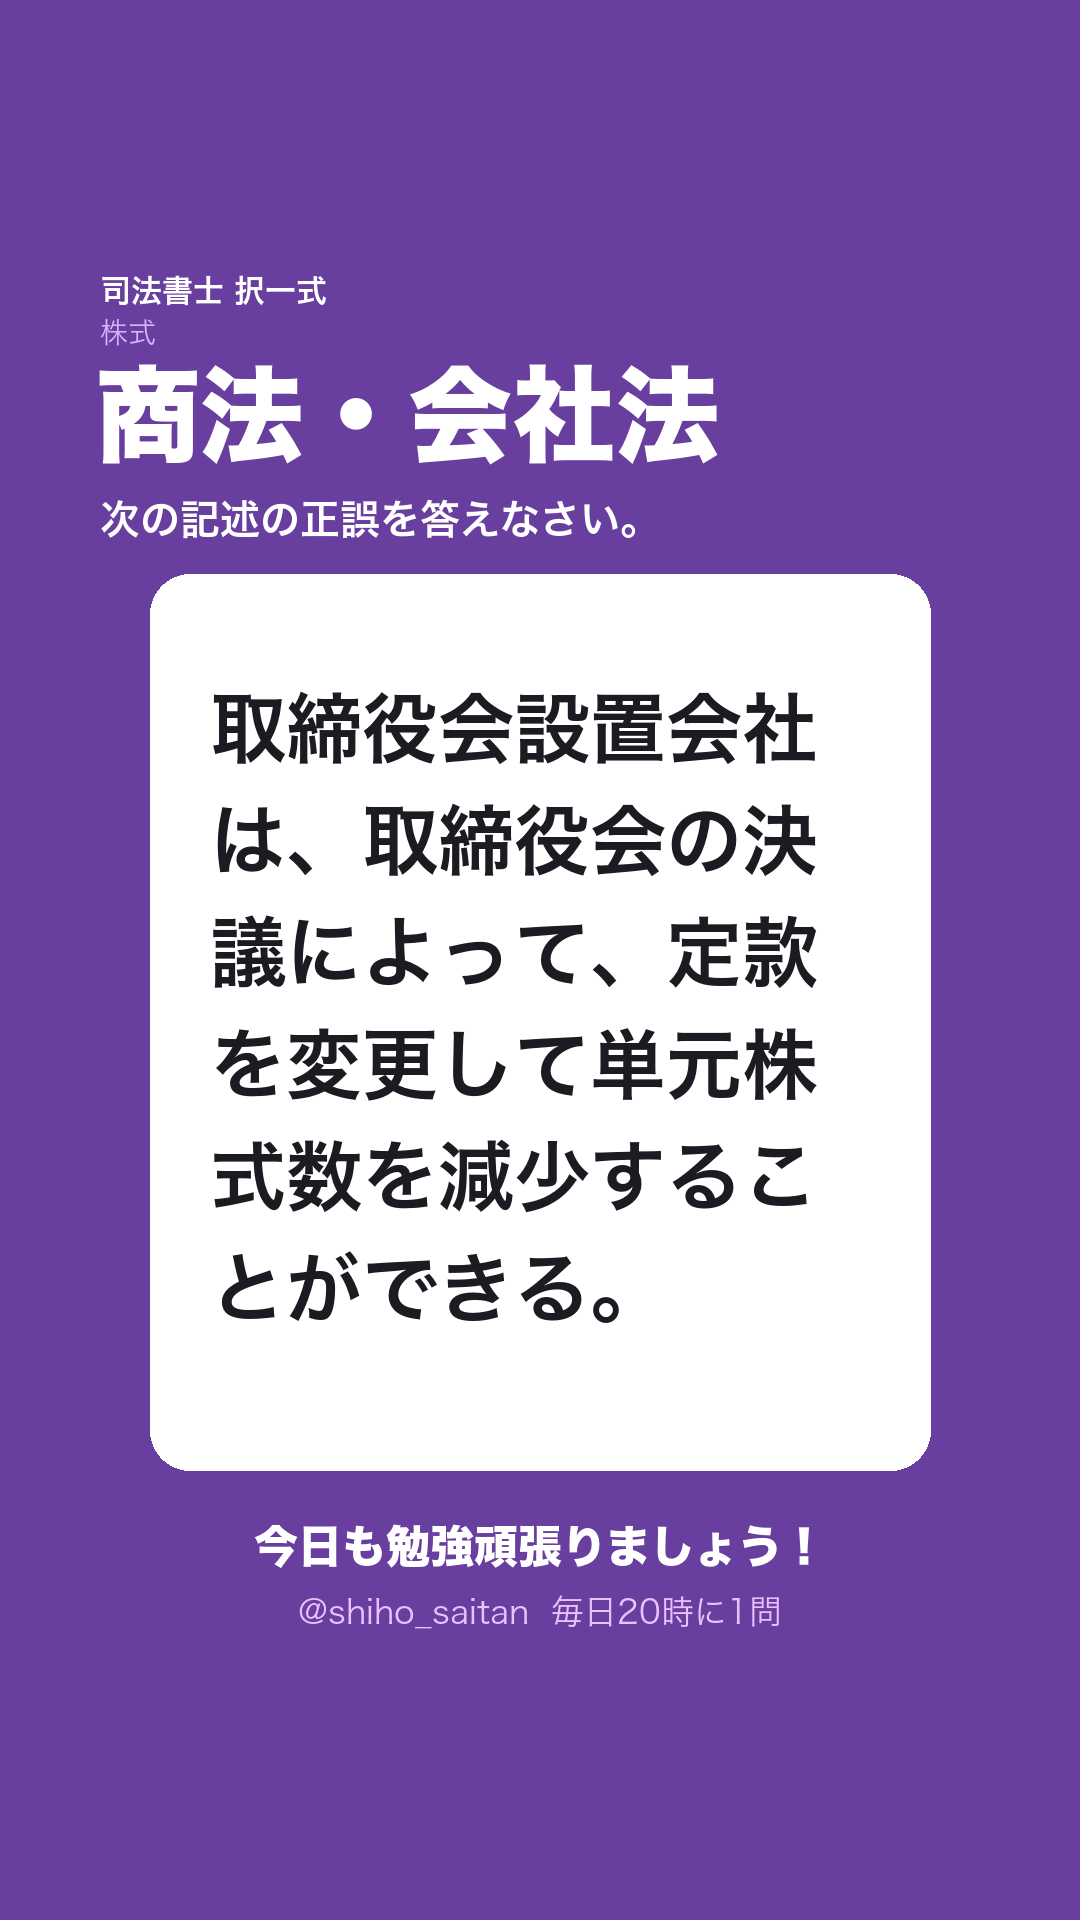 司法書士 択一式
株式
商法・会社法
次の記述の正誤を答えなさい。
取締役会設置会社
は、取締役会の決
議によって、定款
を変更して単元株
式数を減少するこ
とができる。
今日も勉強頑張りましょう！
@shiho_saitan 毎日20時に1問